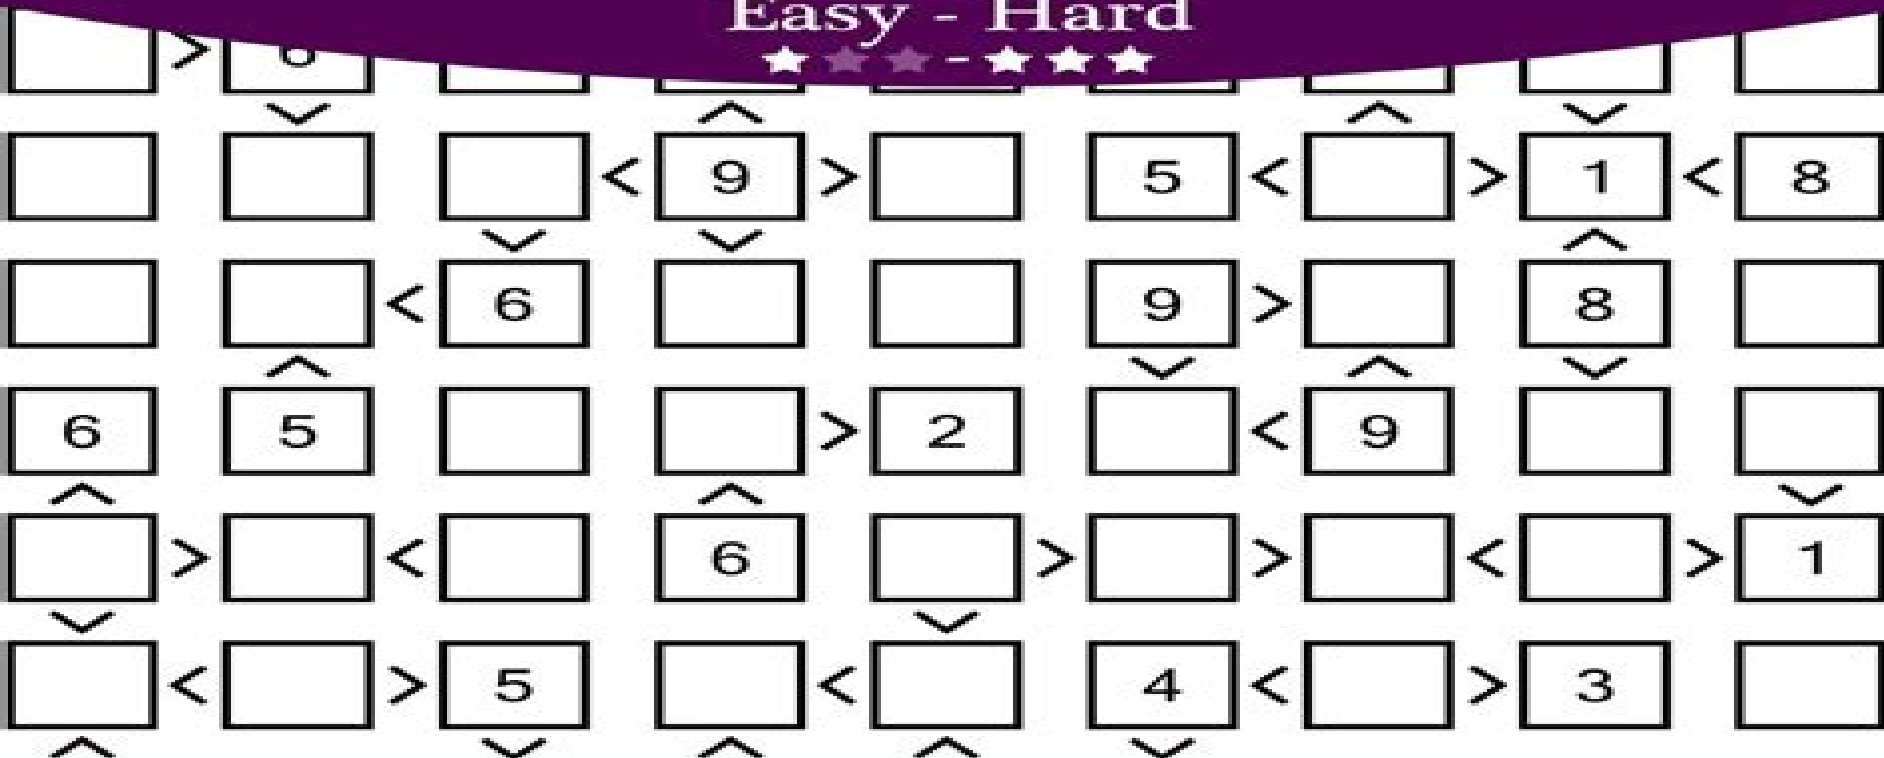 Easy - Hard
-
>
∨ ∧ ∧ ∨
< 9 > 5 < > 1 < 8
∨ ∨ ∧
< 6 9 > 8
∧ ∨ ∧ ∨
6 5 > 2 < 9
∧ ∧ ∨
> < 6 > > < > 1
∨ ∨
< > 5 < 4 < > 3
∧ ∨ ∧ ∧ ∨